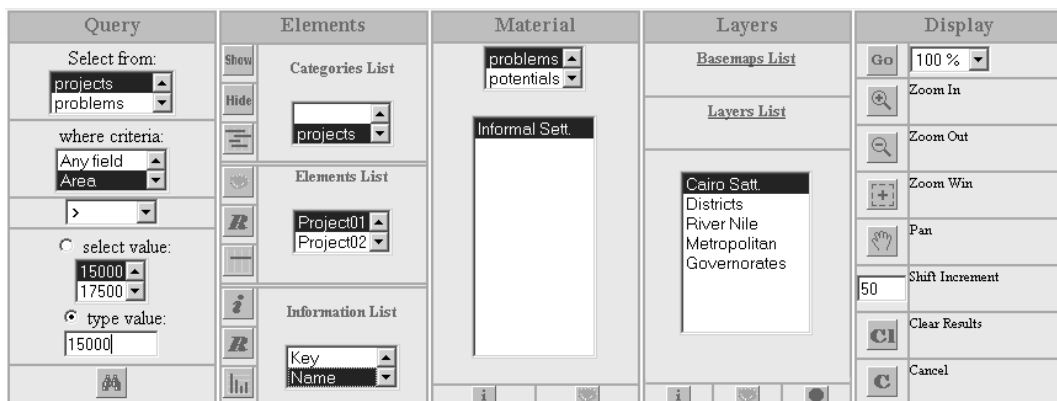 Query
Select from:
projects
problems
where criteria:
Any field
Area
>
select value:
15000
17500
type value:
15000
Elements
Show
Hide
Categories List
projects
Elements List
R
Project01
Project02
i
Information List
R
Key
Name
Material
problems
potentials
Informal Sett.
i
Layers
Basemaps List
Layers List
Cairo Satt.
Districts
River Nile
Metropolitan
Governorates
i
Display
Go
100 %
Zoom In
Zoom Out
Zoom Win
Pan
50
Shift Increment
Cl
Clear Results
C
Cancel